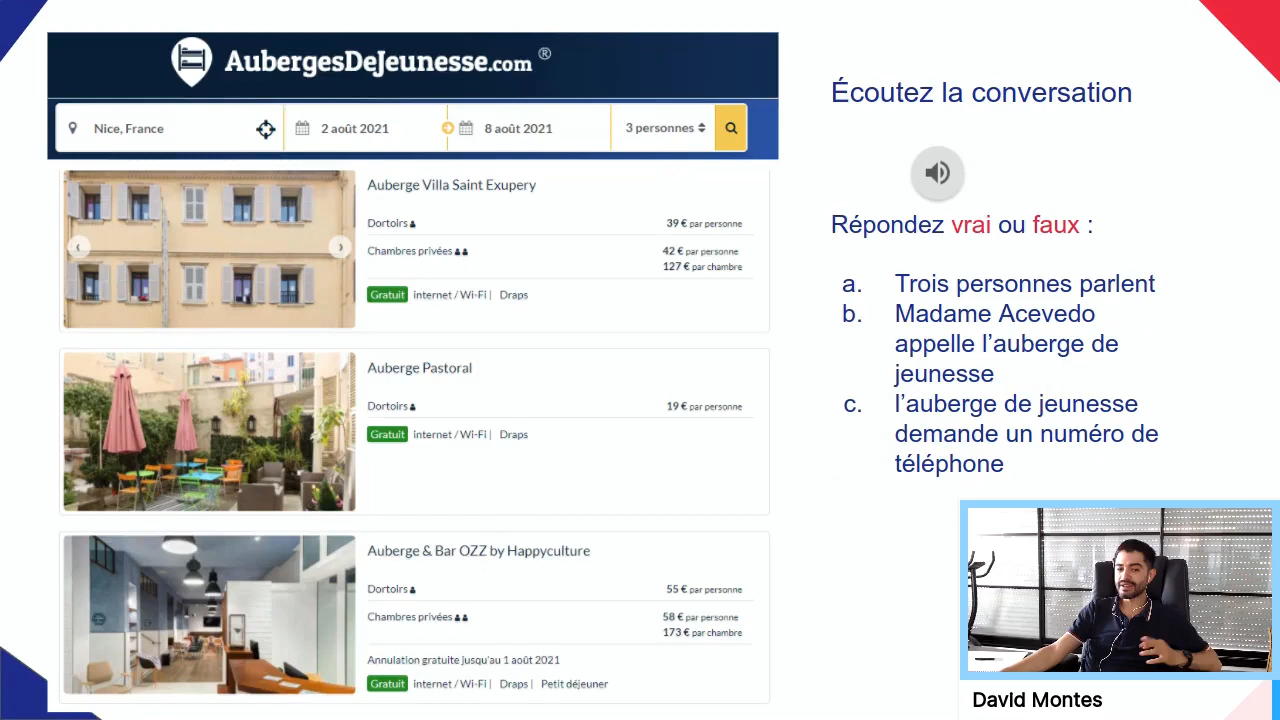 AubergesDeJeunesse.com ®
Nice, France
2 août 2021
8 août 2021
3 personnes
Auberge Villa Saint Exupery
Dortoirs 39 € par personne
Chambres privées 42 € par personne
127 € par chambre
Gratuit internet / Wi-Fi | Draps
Auberge Pastoral
Dortoirs 19 € par personne
Gratuit internet / Wi-Fi | Draps
Auberge & Bar OZZ by Happyculture
Dortoirs 55 € par personne
Chambres privées 58 € par personne
173 € par chambre
Annulation gratuite jusqu'au 1 août 2021
Gratuit internet / Wi-Fi | Draps | Petit déjeuner
Écoutez la conversation
Répondez vrai ou faux :
a. Trois personnes parlent
b. Madame Acevedo
appelle l'auberge de
jeunesse
c. l'auberge de jeunesse
demande un numéro de
téléphone
David Montes